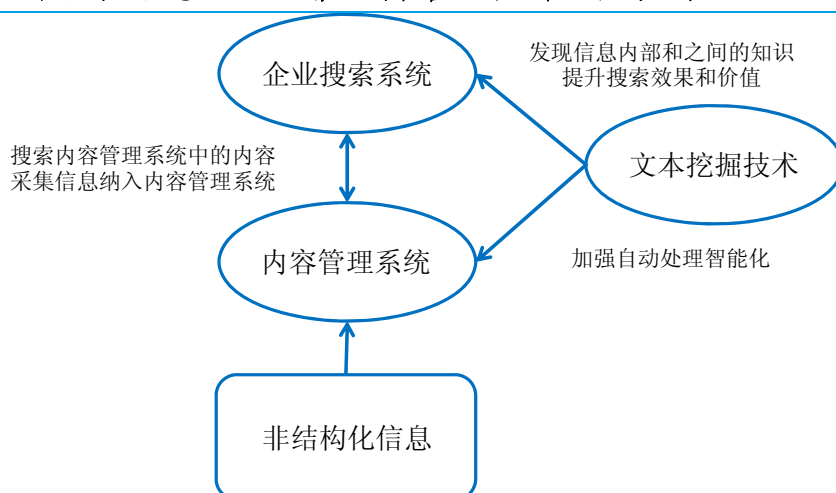 企业搜索系统
发现信息内部和之间的知识
提升搜索效果和价值
搜索内容管理系统中的内容
采集信息纳入内容管理系统
文本挖掘技术
内容管理系统
加强自动处理智能化
非结构化信息